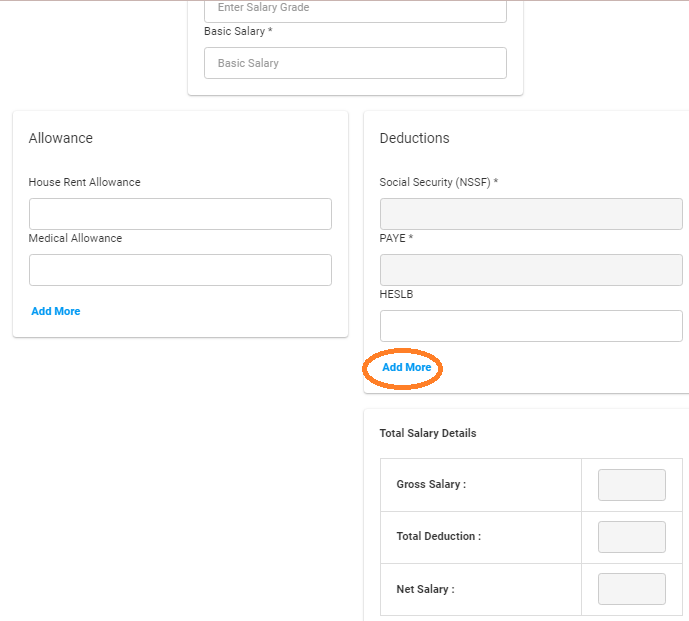 Enter Salary Grade
Basic Salary *
Basic Salary
Allowance
House Rent Allowance
Medical Allowance
Add More
Deductions
Social Security (NSSF) *
PAYE *
HESLB
Add More
Total Salary Details
Gross Salary :
Total Deduction :
Net Salary :